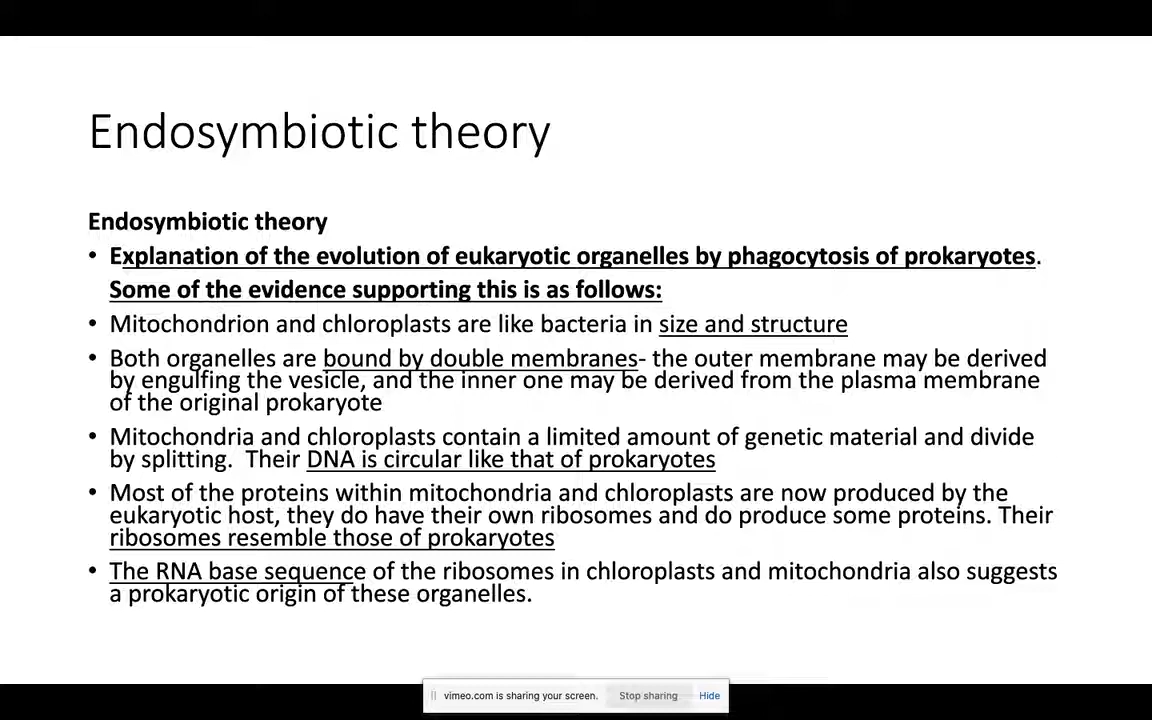 Endosymbiotic theory
Endosymbiotic theory
• Explanation of the evolution of eukaryotic organelles by phagocytosis of prokaryotes.
Some of the evidence supporting this is as follows:
• Mitochondrion and chloroplasts are like bacteria in size and structure
• Both organelles are bound by double membranes- the outer membrane may be derived
by engulfing the vesicle, and the inner one may be derived from the plasma membrane
of the original prokaryote
• Mitochondria and chloroplasts contain a limited amount of genetic material and divide
by splitting. Their DNA is circular like that of prokaryotes
• Most of the proteins within mitochondria and chloroplasts are now produced by the
eukaryotic host, they do have their own ribosomes and do produce some proteins. Their
ribosomes resemble those of prokaryotes
• The RNA base sequence of the ribosomes in chloroplasts and mitochondria also suggests
a prokaryotic origin of these organelles.
vimeo.com is sharing your screen. Stop sharing Hide